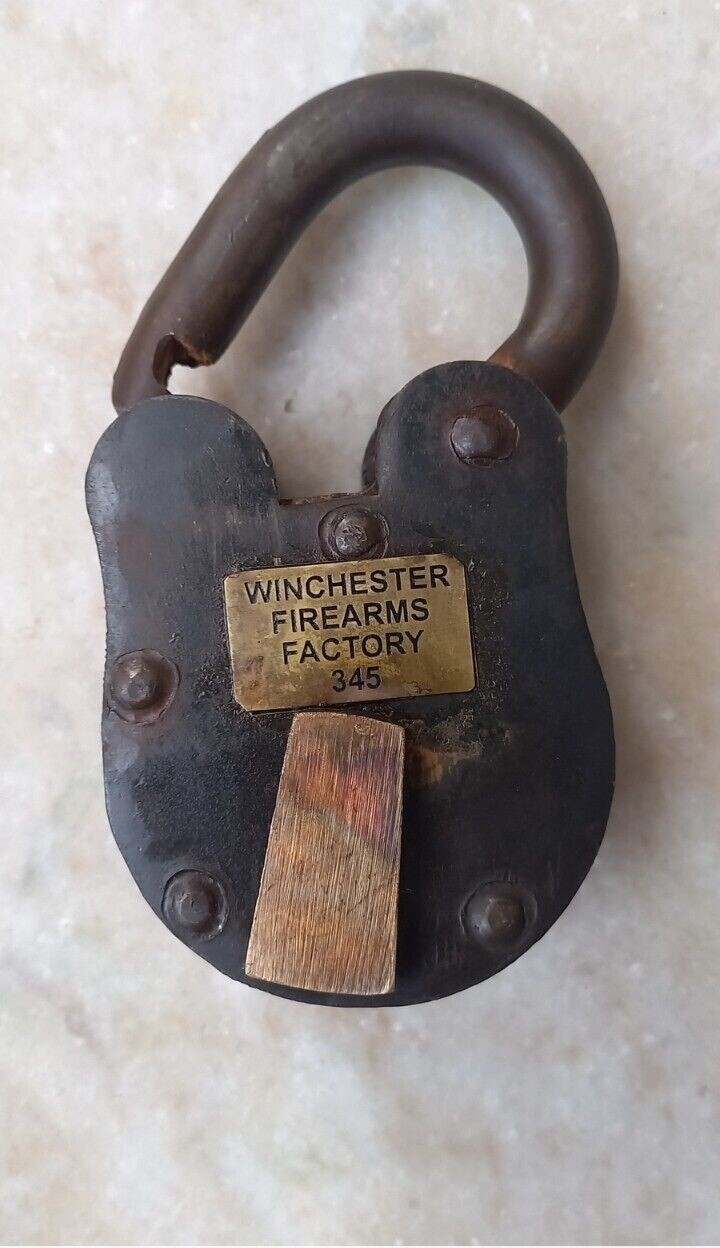 WINCHESTER
FIREARMS
FACTORY
345